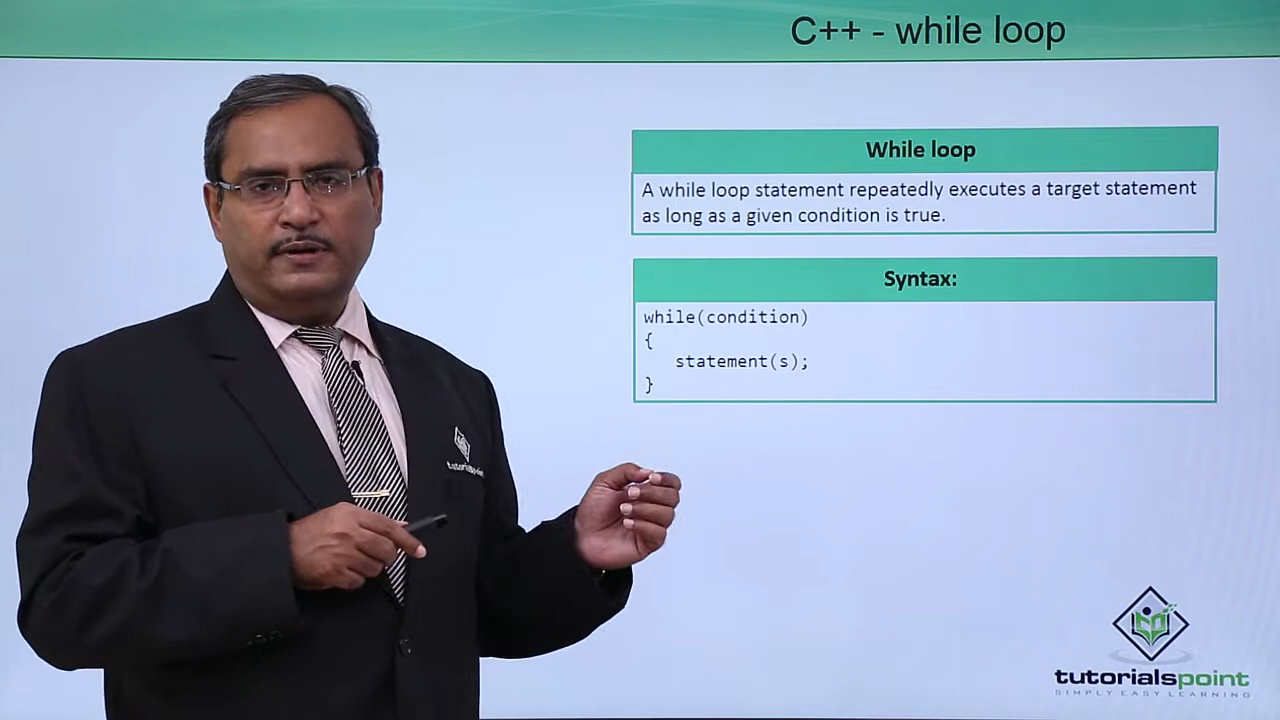 C++ - while loop
While loop
A while loop statement repeatedly executes a target statement
as long as a given condition is true.
Syntax:
while(condition)
{
statement(s);
}
tutorialspoint
tutorialspoint
SIMPLY EASY LEARNING